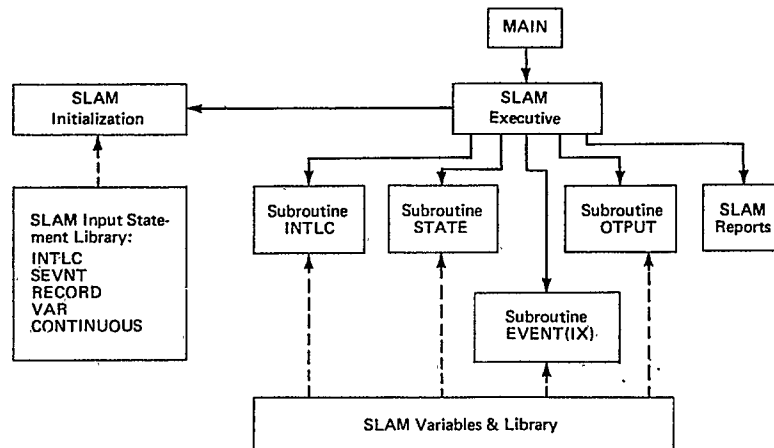 MAIN
SLAM
Initialization
SLAM
Executive
SLAM Input State-
ment Library:
INTLC
SEVNT
RECORD
VAR
CONTINUOUS
Subroutine
INTLC
Subroutine
STATE
Subroutine
OTPUT
SLAM
Reports
Subroutine
EVENT(IX)
SLAM Variables & Library